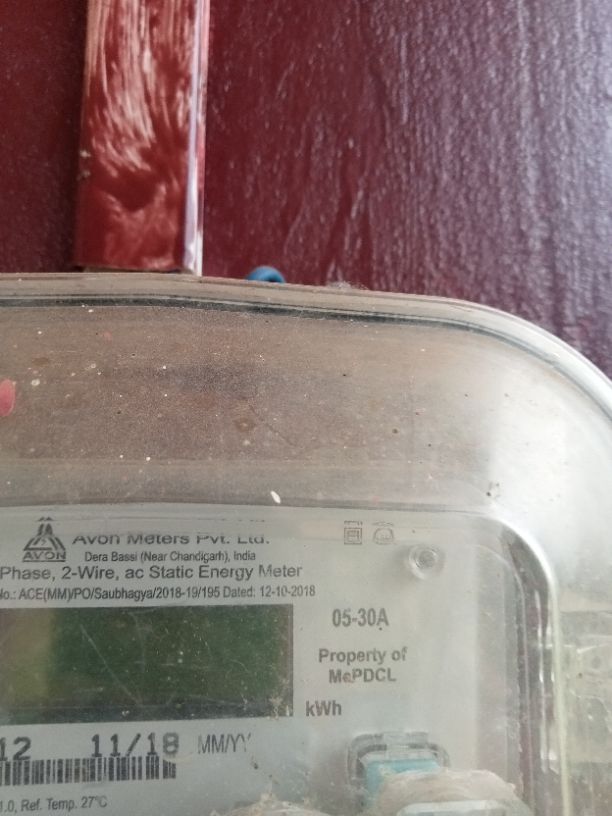 Avon Meters Pvt. Ltd.
AVON
Dera Bassi (Near Chandigarh), India
Phase, 2-Wire, ac Static Energy Meter
No.: ACE(MM)/PO/Saubhagya/2018-19/195 Dated: 12-10-2018
05-30A
Property of
MePDCL
kWh
12 11/18 MM/YY
1.0, Ref. Temp. 27°C